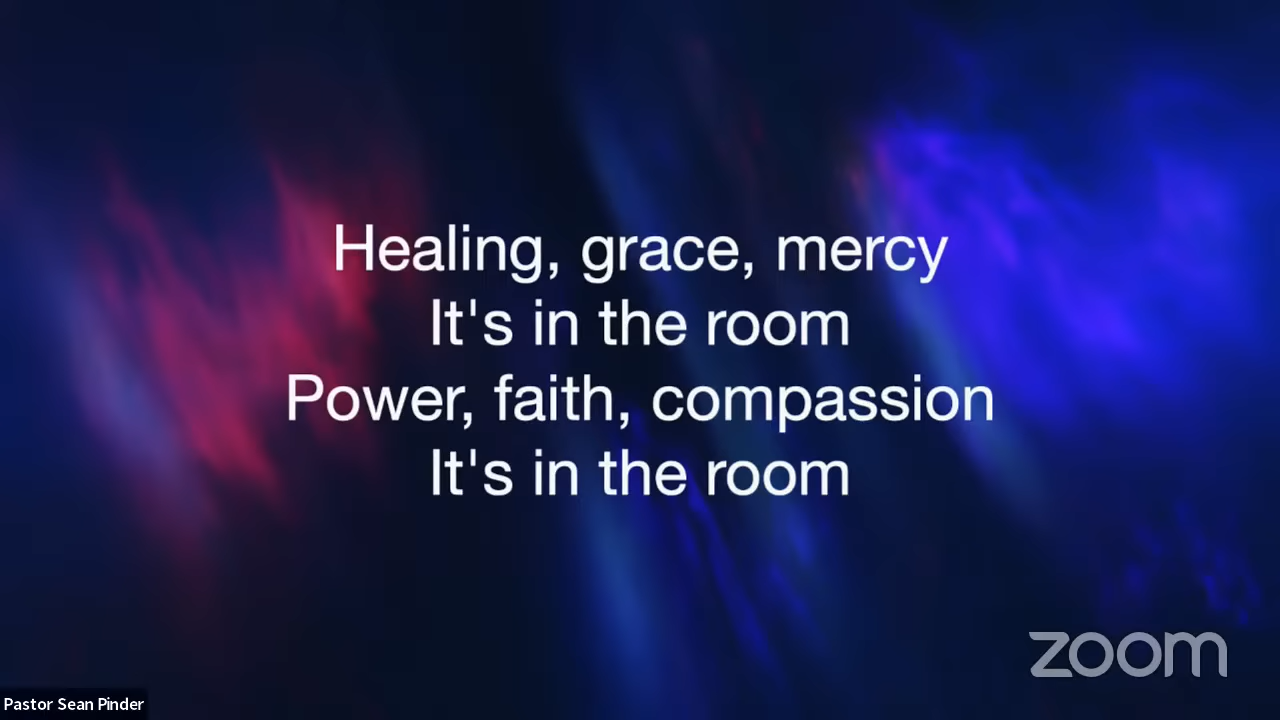 Healing, grace, mercy
It's in the room
Power, faith, compassion
It's in the room
zoom
Pastor Sean Pinder